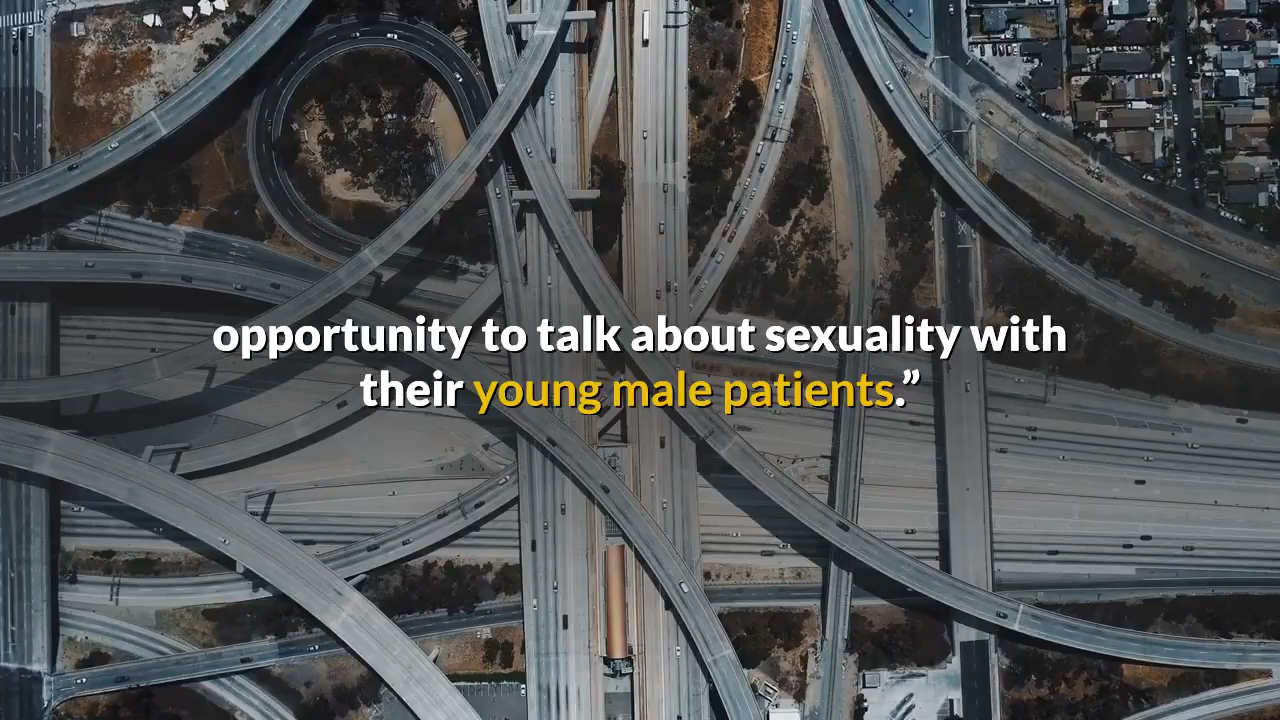 opportunity to talk about sexuality with
their young male patients.”